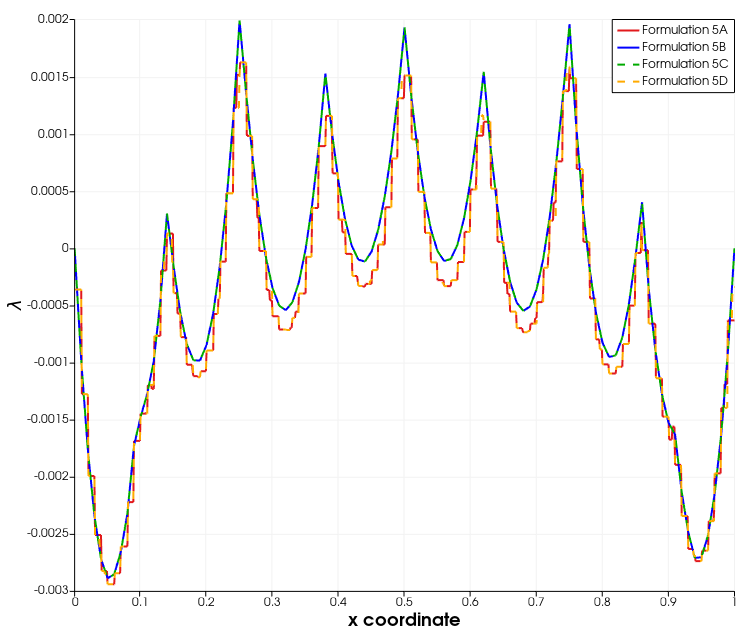 0.002
0.0015
0.001
0.0005
0
-0.0005
-0.001
-0.0015
-0.002
-0.0025
-0.003
λ
Formulation 5A
Formulation 5B
Formulation 5C
Formulation 5D
0 0.1 0.2 0.3 0.4 0.5 0.6 0.7 0.8 0.9 1
x coordinate